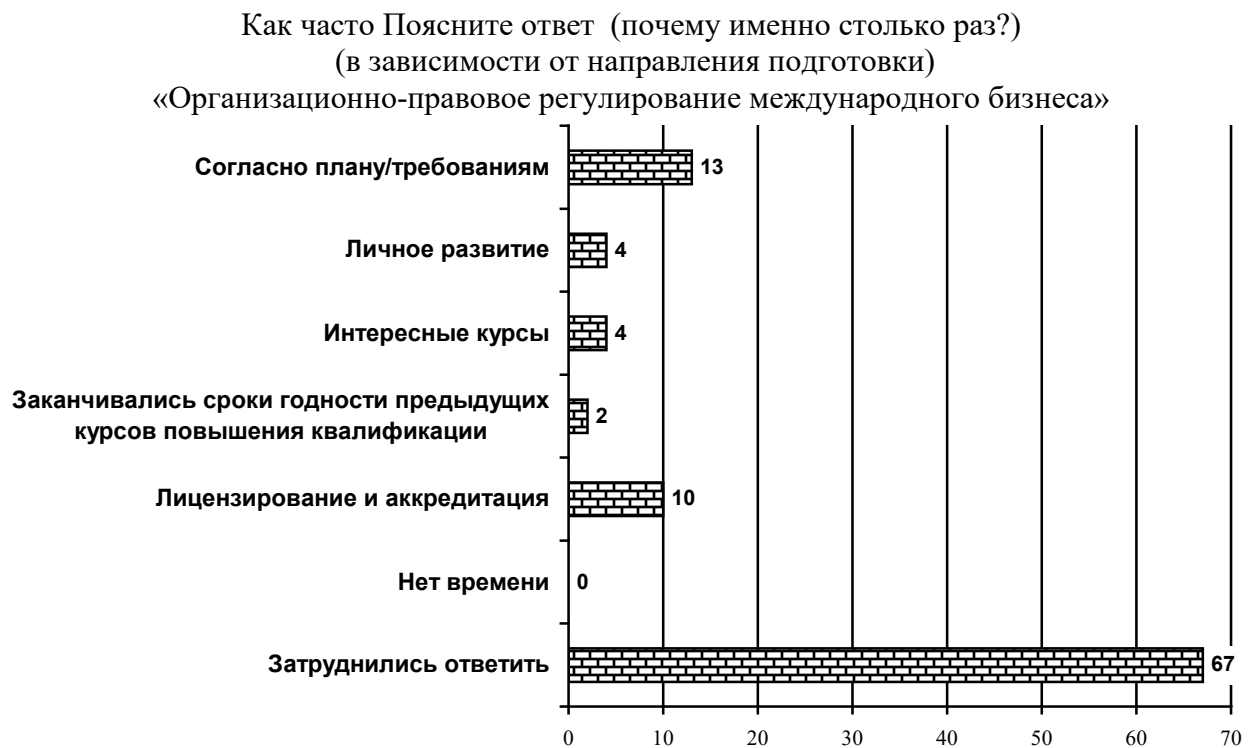 Как часто Поясните ответ  (почему именно столько раз?)
(в зависимости от направления подготовки)
«Организационно-правовое регулирование международного бизнеса»
Согласно плану/требованиям
13
Личное развитие
4
Интересные курсы
4
Заканчивались сроки годности предыдущих
курсов повышения квалификации
2
Лицензирование и аккредитация
10
Нет времени
0
Затруднились ответить
67
0 10 20 30 40 50 60 70